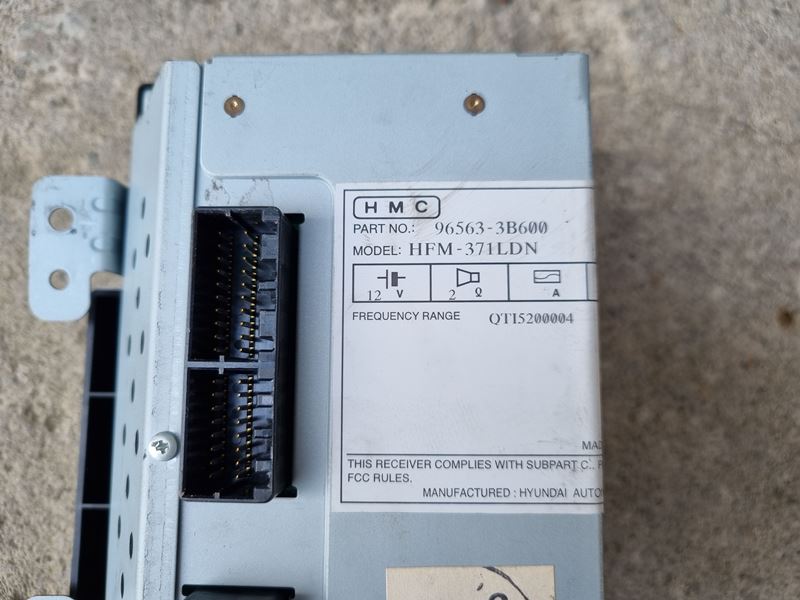 HMC
PART NO.: 96563-3B600
MODEL: HFM-371LDN
12 V 2 Ω A
FREQUENCY RANGE QTI5200004
THIS RECEIVER COMPLIES WITH SUBPART C..
FCC RULES.
MANUFACTURED : HYUNDAI